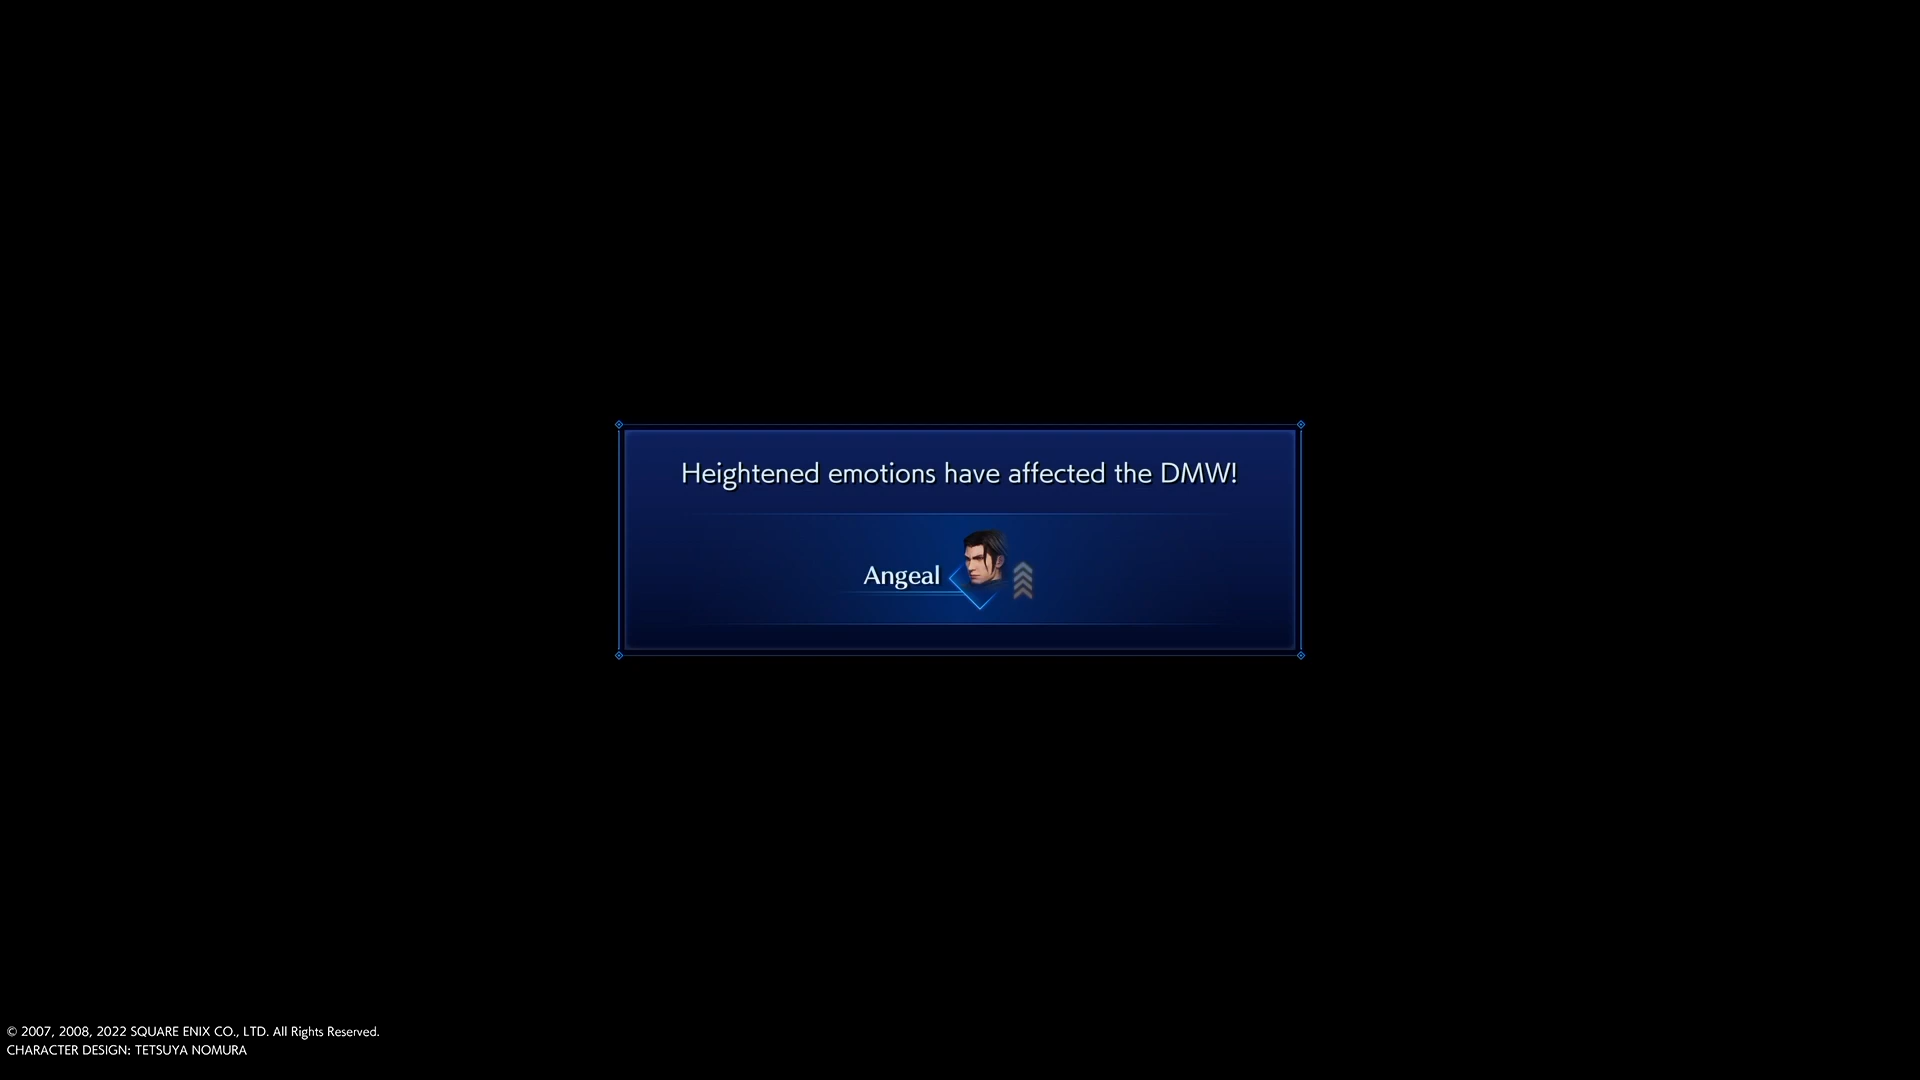 Heightened emotions have affected the DMW!
Angeal
© 2007, 2008, 2022 SQUARE ENIX CO., LTD. All Rights Reserved.
CHARACTER DESIGN: TETSUYA NOMURA